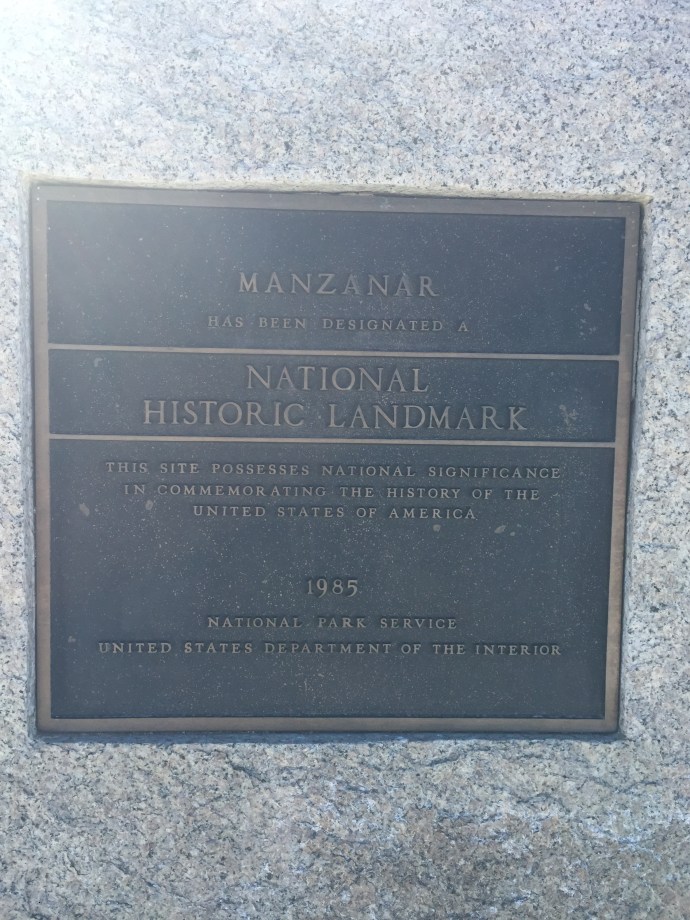 MANZANAR
HAS BEEN DESIGNATED A
NATIONAL
HISTORIC LANDMARK
THIS SITE POSSESSES NATIONAL SIGNIFICANCE
IN COMMEMORATING THE HISTORY OF THE
UNITED STATES OF AMERICA
1985
NATIONAL PARK SERVICE
UNITED STATES DEPARTMENT OF THE INTERIOR